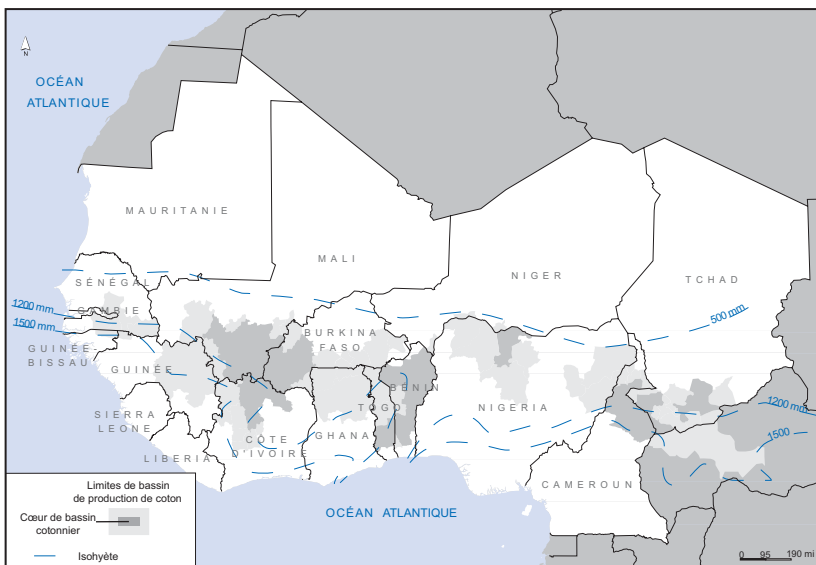 N
OCÉAN
ATLANTIQUE
MAURITANIE
MALI
NIGER
TCHAD
SÉNÉGAL
500 mm
1200 mm
GAMBIE
1500 mm
BURKINA
FASO
GUINÉE
BISSAU
GUINÉE
BÉNIN
TOGO
NIGERIA
1200 mm
SIERRA
LEONE
CÔTE
D'IVOIRE
GHANA
1500
LIBERIA
CAMEROUN
OCÉAN ATLANTIQUE
Limites de bassin
de production de coton
Cœur de bassin
cotonnier
Isohyète
0 95 190 mi